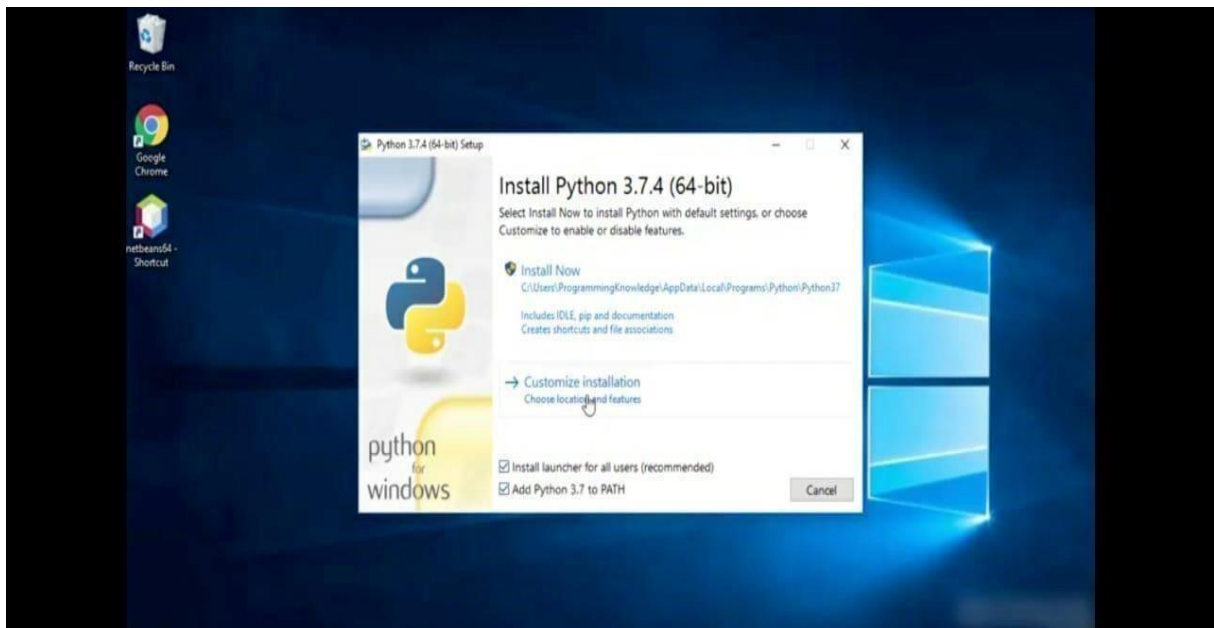 Recycle Bin
Google
Chrome
netbeans64 -
Shortcut
Python 3.7.4 (64-bit) Setup
Install Python 3.7.4 (64-bit)
Select Install Now to install Python with default settings, or choose
Customize to enable or disable features.
Install Now
C:\Users\ProgrammingKnowledge\AppData\Local\Programs\Python\Python37
Includes IDLE, pip and documentation
Creates shortcuts and file associations
Customize installation
Choose location and features
python
for
windows
Install launcher for all users (recommended)
Add Python 3.7 to PATH
Cancel